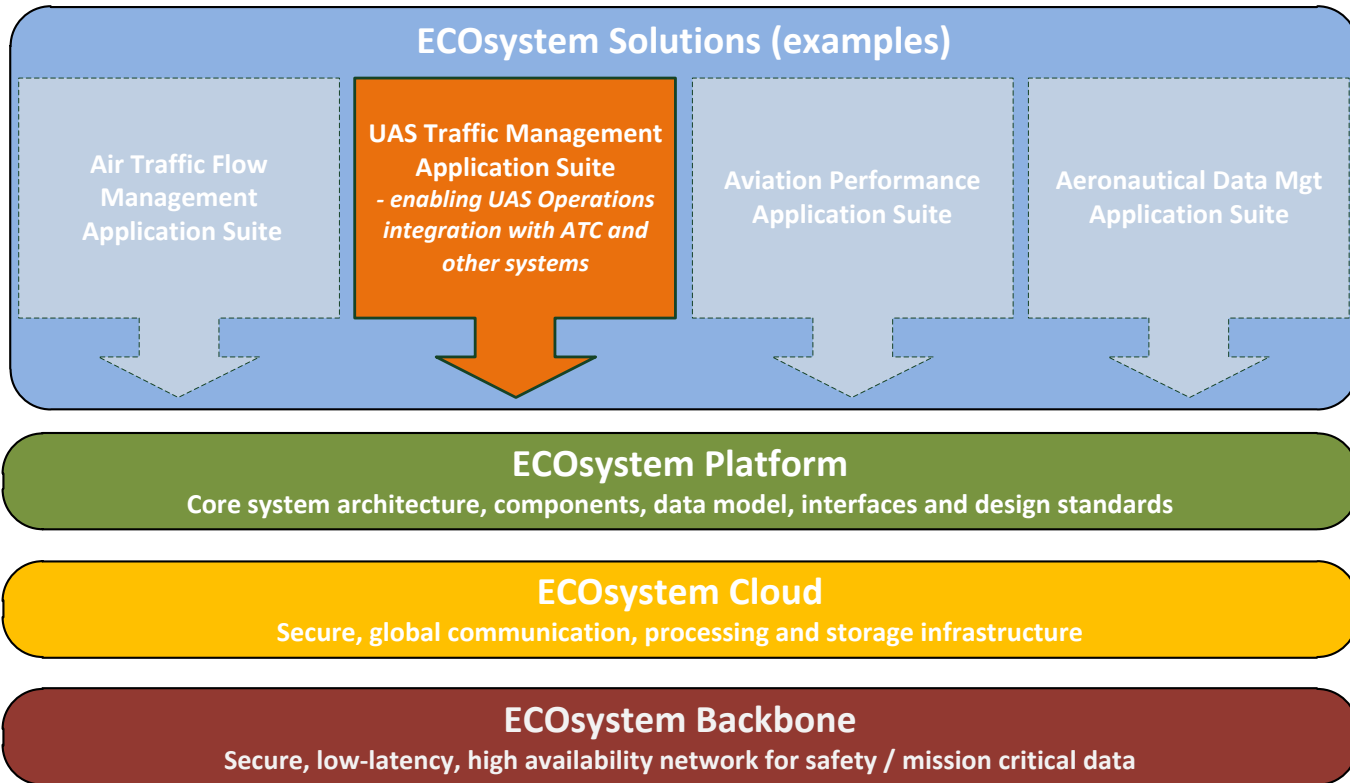 ECOsystem Solutions (examples)
Air Traffic Flow
Management
Application Suite
UAS Traffic Management
Application Suite
- enabling UAS Operations
integration with ATC and
other systems
Aviation Performance
Application Suite
Aeronautical Data Mgt
Application Suite
ECOsystem Platform
Core system architecture, components, data model, interfaces and design standards
ECOsystem Cloud
Secure, global communication, processing and storage infrastructure
ECOsystem Backbone
Secure, low-latency, high availability network for safety / mission critical data